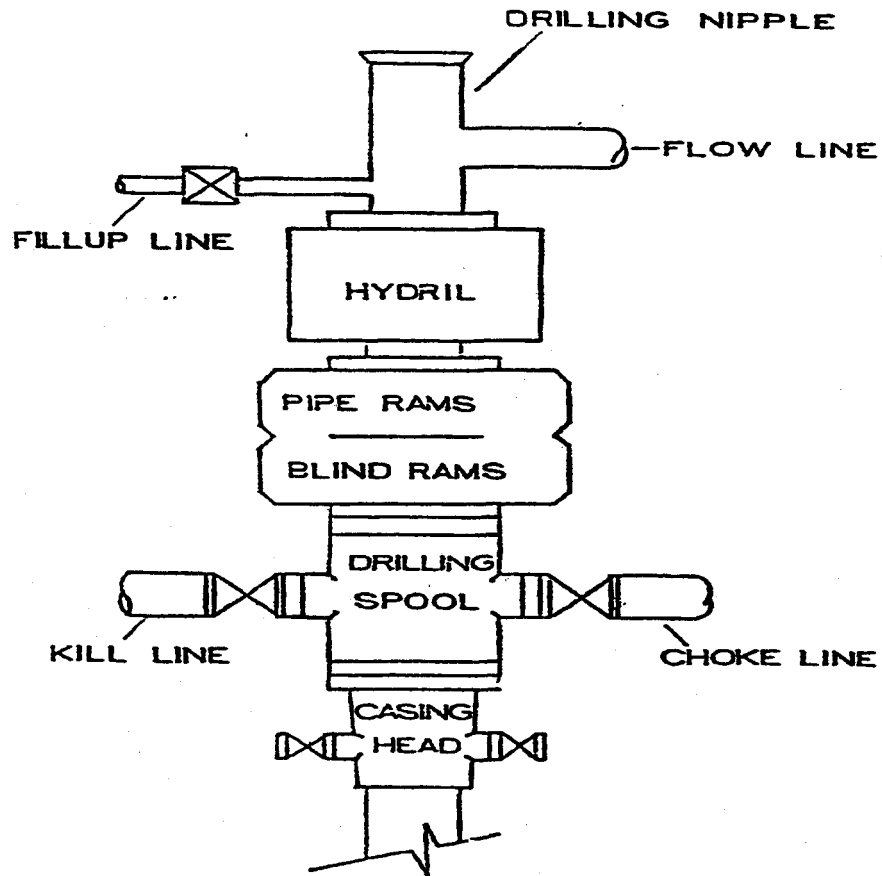 DRILLING NIPPLE
FLOW LINE
FILLUP LINE
HYDRIL
PIPE RAMS
BLIND RAMS
DRILLING
SPOOL
KILL LINE
CHOKE LINE
CASING
HEAD